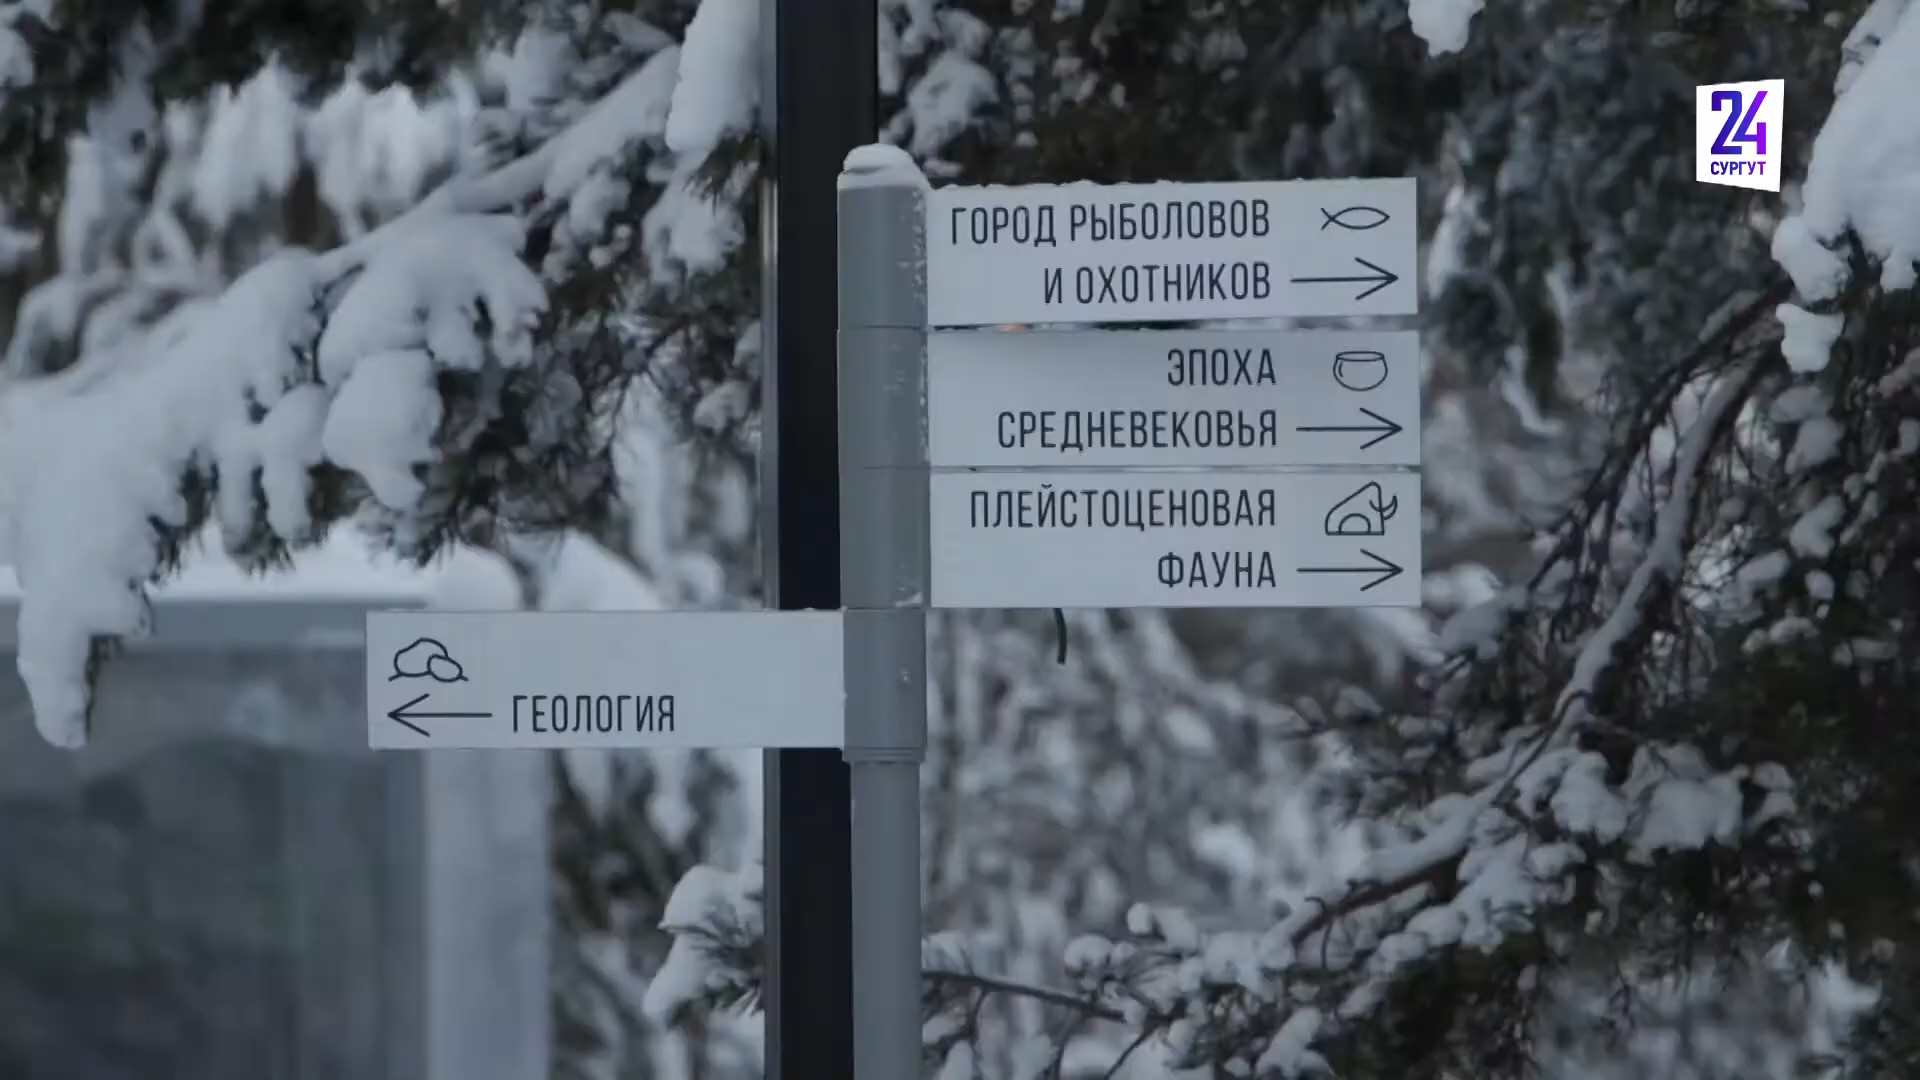 24
СУРГУТ
ГОРОД РЫБОЛОВОВ
И ОХОТНИКОВ
ЭПОХА
СРЕДНЕВЕКОВЬЯ
ПЛЕЙСТОЦЕНОВАЯ
ФАУНА
ГЕОЛОГИЯ